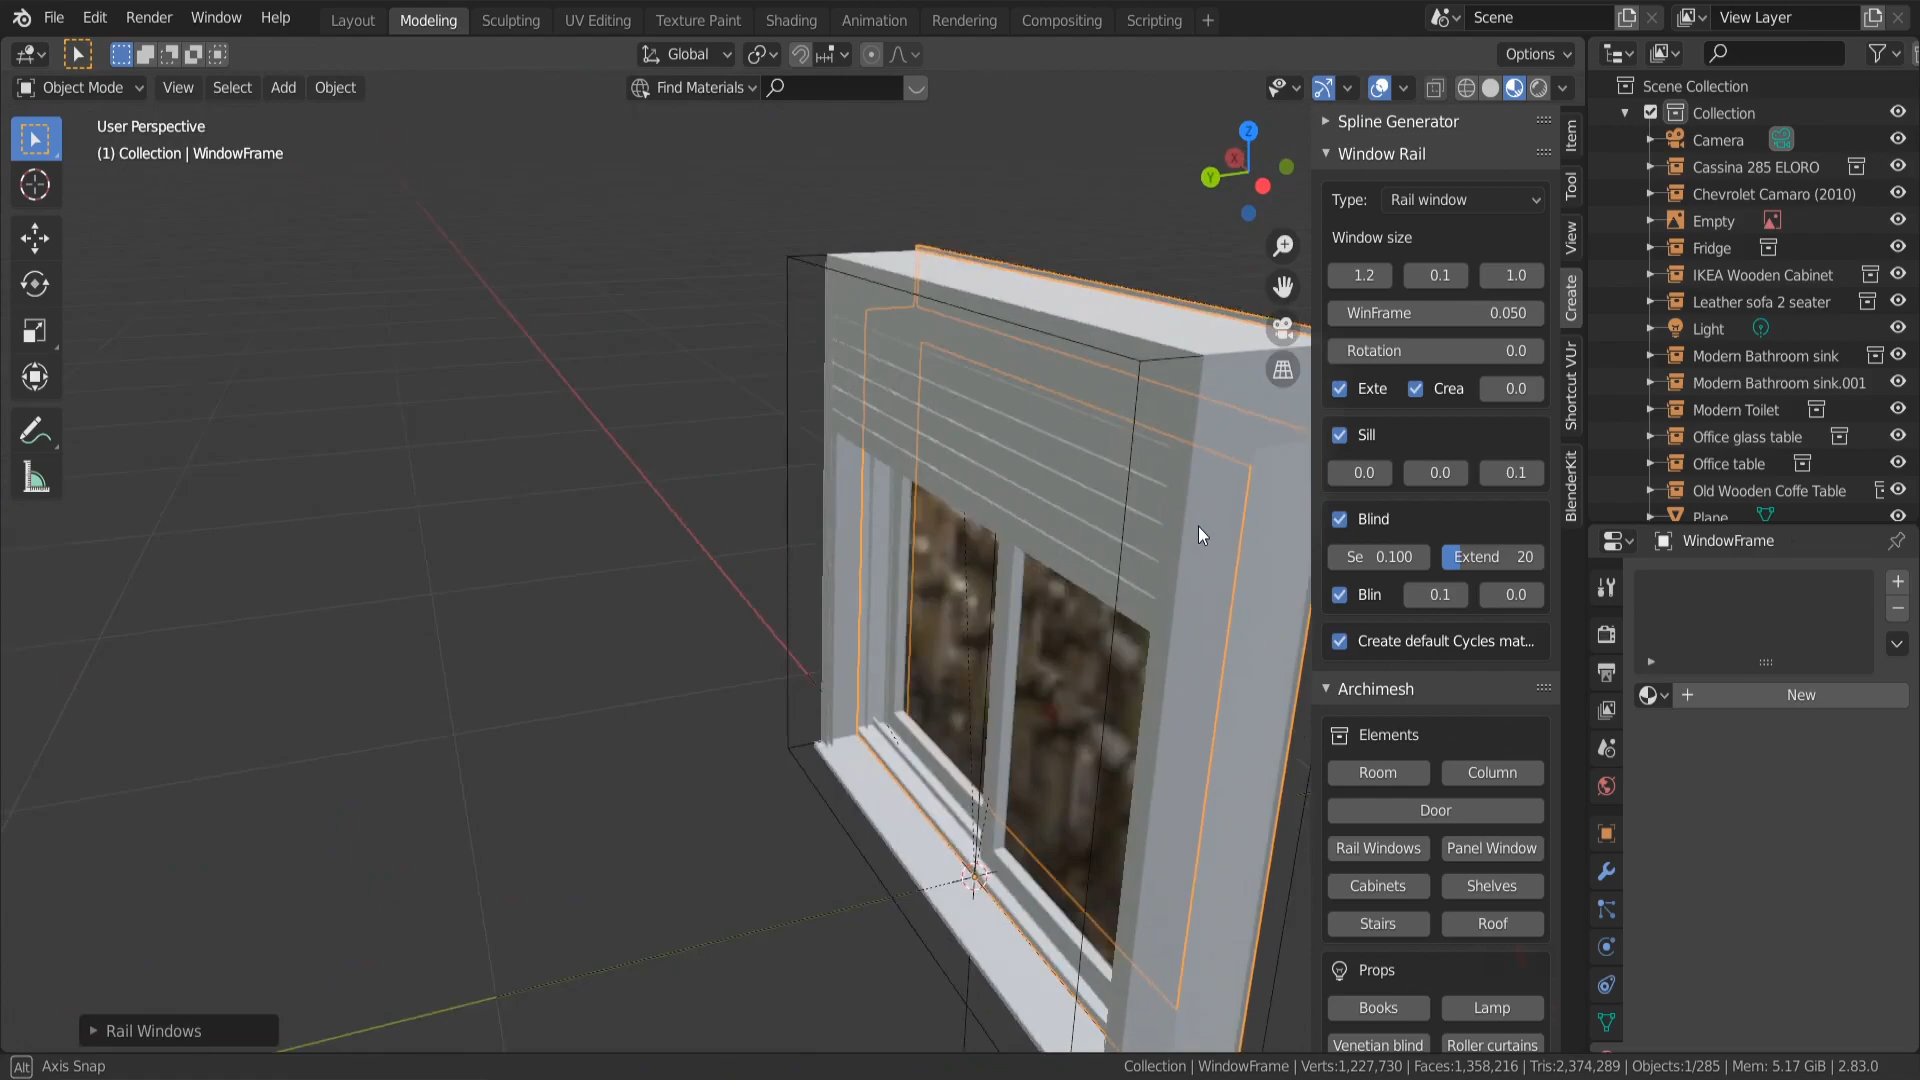 File Edit Render Window Help Layout Modeling Sculpting UV Editing Texture Paint Shading Animation Rendering Compositing Scripting + Scene View Layer
Global Options
Object Mode View Select Add Object Find Materials
User Perspective
(1) Collection | WindowFrame
Z
X
Y
Spline Generator
Window Rail
Type: Rail window
Window size
1.2 0.1 1.0
WinFrame 0.050
Rotation 0.0
Exte Crea 0.0
Sill
0.0 0.0 0.1
Blind
Se 0.100 Extend 20
Blin 0.1 0.0
Create default Cycles mat...
Archimesh
Elements
Room Column
Door
Rail Windows Panel Window
Cabinets Shelves
Stairs Roof
Props
Books Lamp
Venetian blind Roller curtains
Item
Tool
View
Create
Shortcut VUr
BlenderKit
Scene Collection
Collection
Camera
Cassina 285 ELORO
Chevrolet Camaro (2010)
Empty
Fridge
IKEA Wooden Cabinet
Leather sofa 2 seater
Light
Modern Bathroom sink
Modern Bathroom sink.001
Modern Toilet
Office glass table
Office table
Old Wooden Coffe Table
Plane
WindowFrame
New
Rail Windows
Alt Axis Snap
Collection | WindowFrame | Verts:1,227,730 | Faces:1,358,216 | Tris:2,374,289 | Objects:1/285 | Mem: 5.17 GiB | 2.83.0